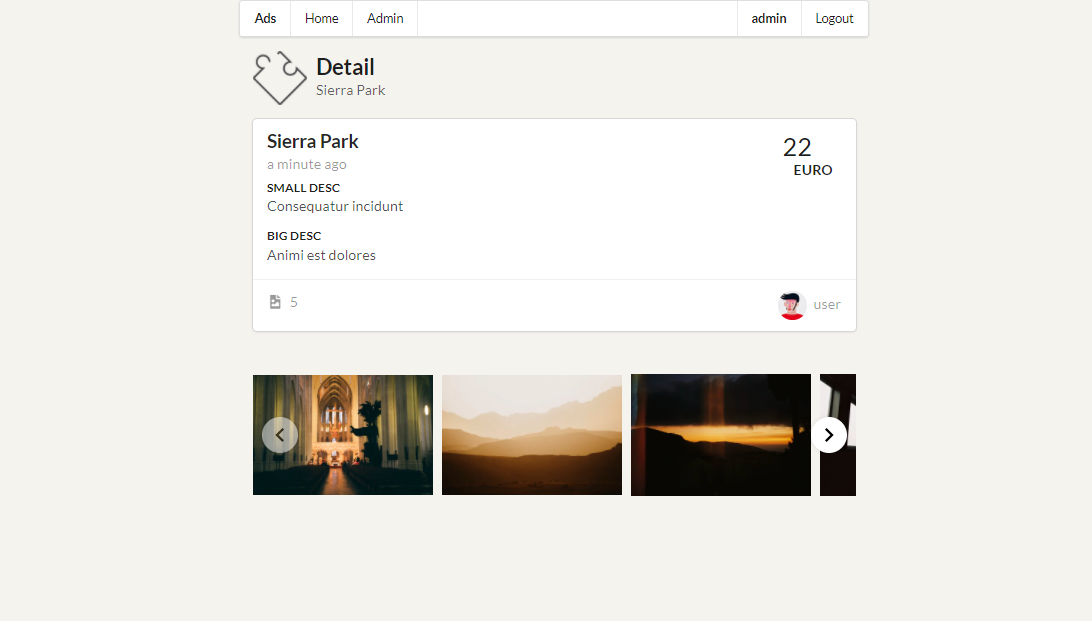 Ads Home Admin admin Logout
Detail
Sierra Park
Sierra Park
22
EURO
a minute ago
SMALL DESC
Consequatur incidunt
BIG DESC
Animi est dolores
5
user